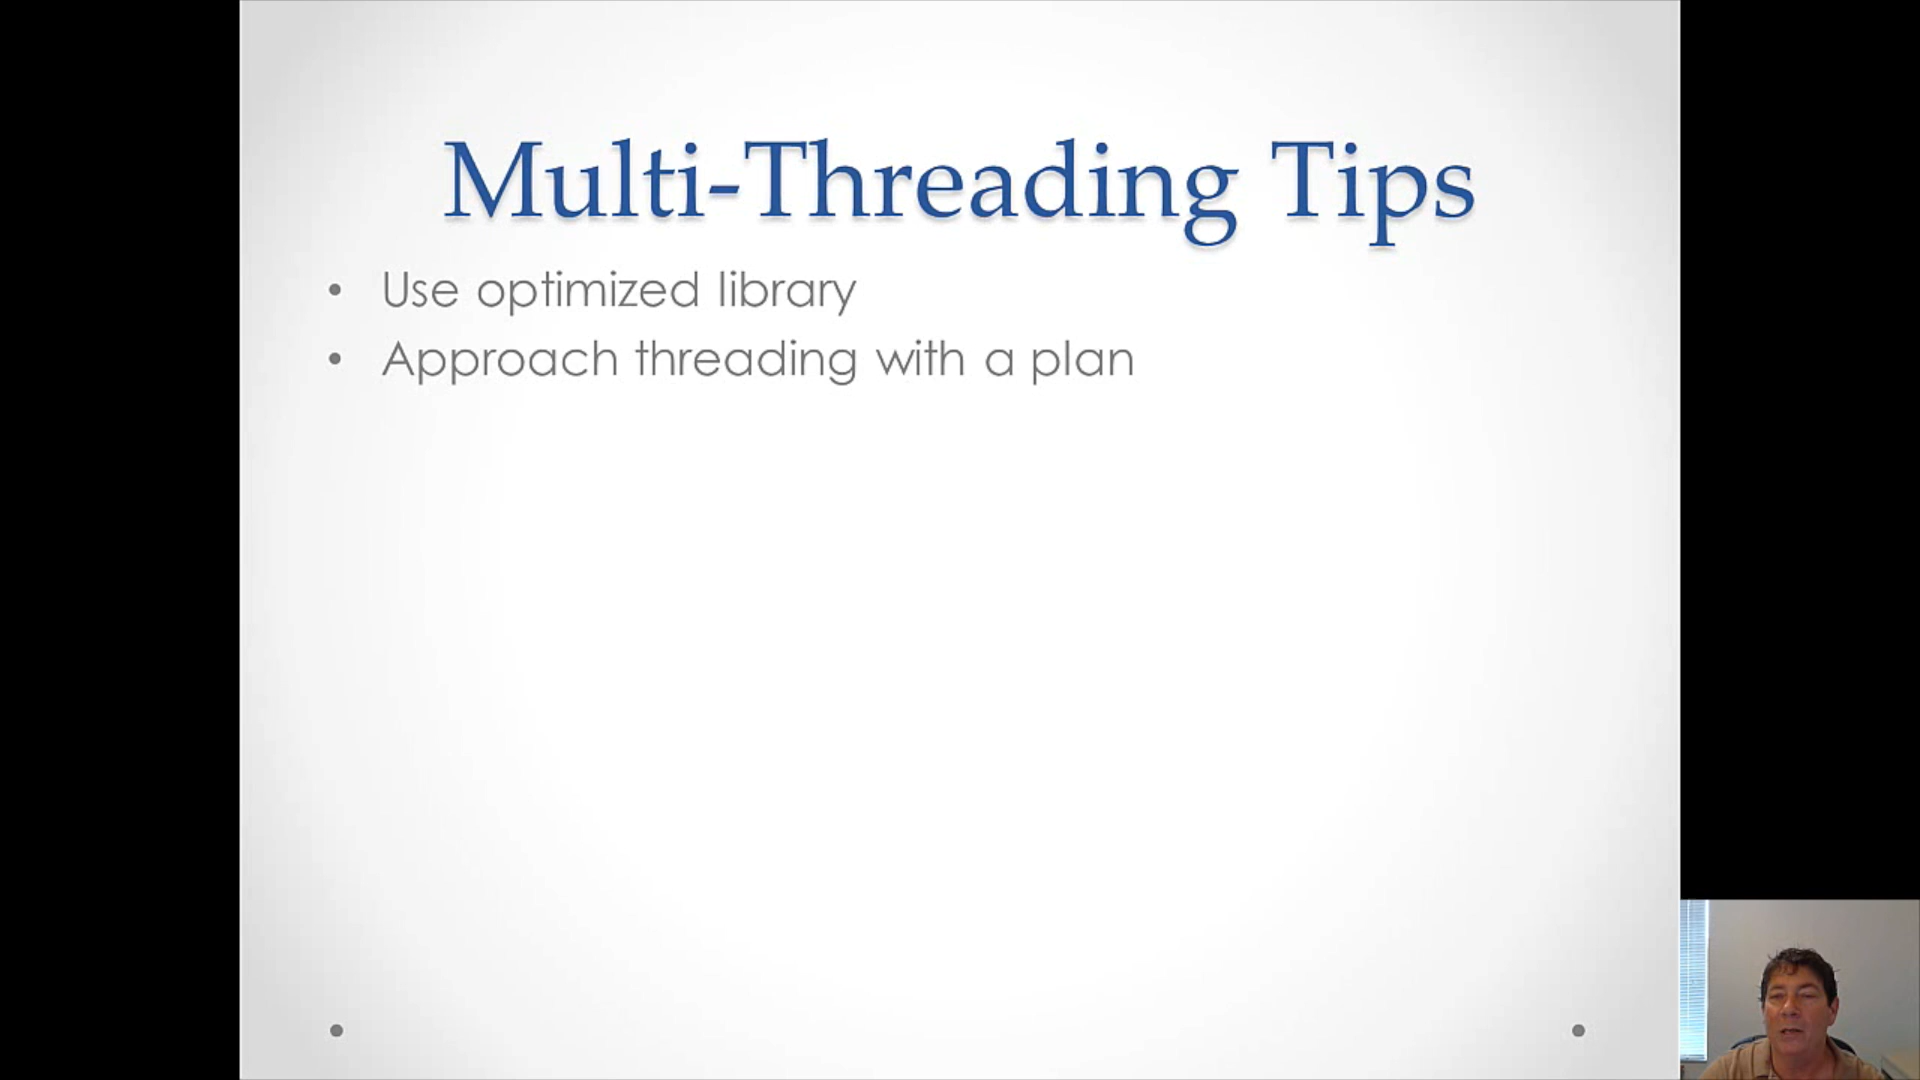 Multi-Threading Tips
• Use optimized library
• Approach threading with a plan